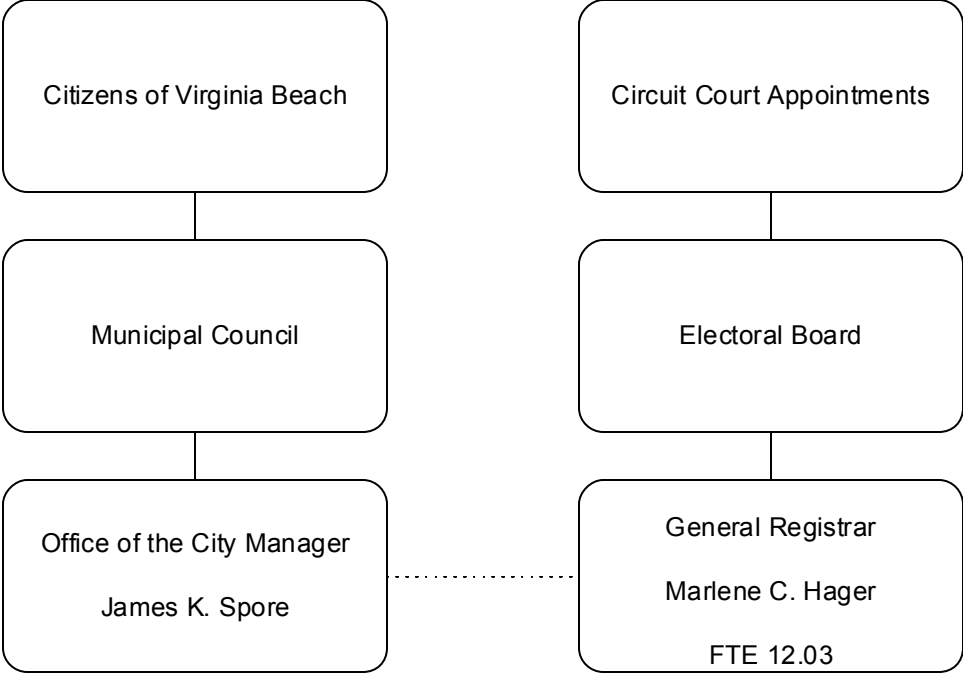 Citizens of Virginia Beach
Circuit Court Appointments
Municipal Council
Electoral Board
Office of the City Manager
James K. Spore
General Registrar
Marlene C. Hager
FTE 12.03